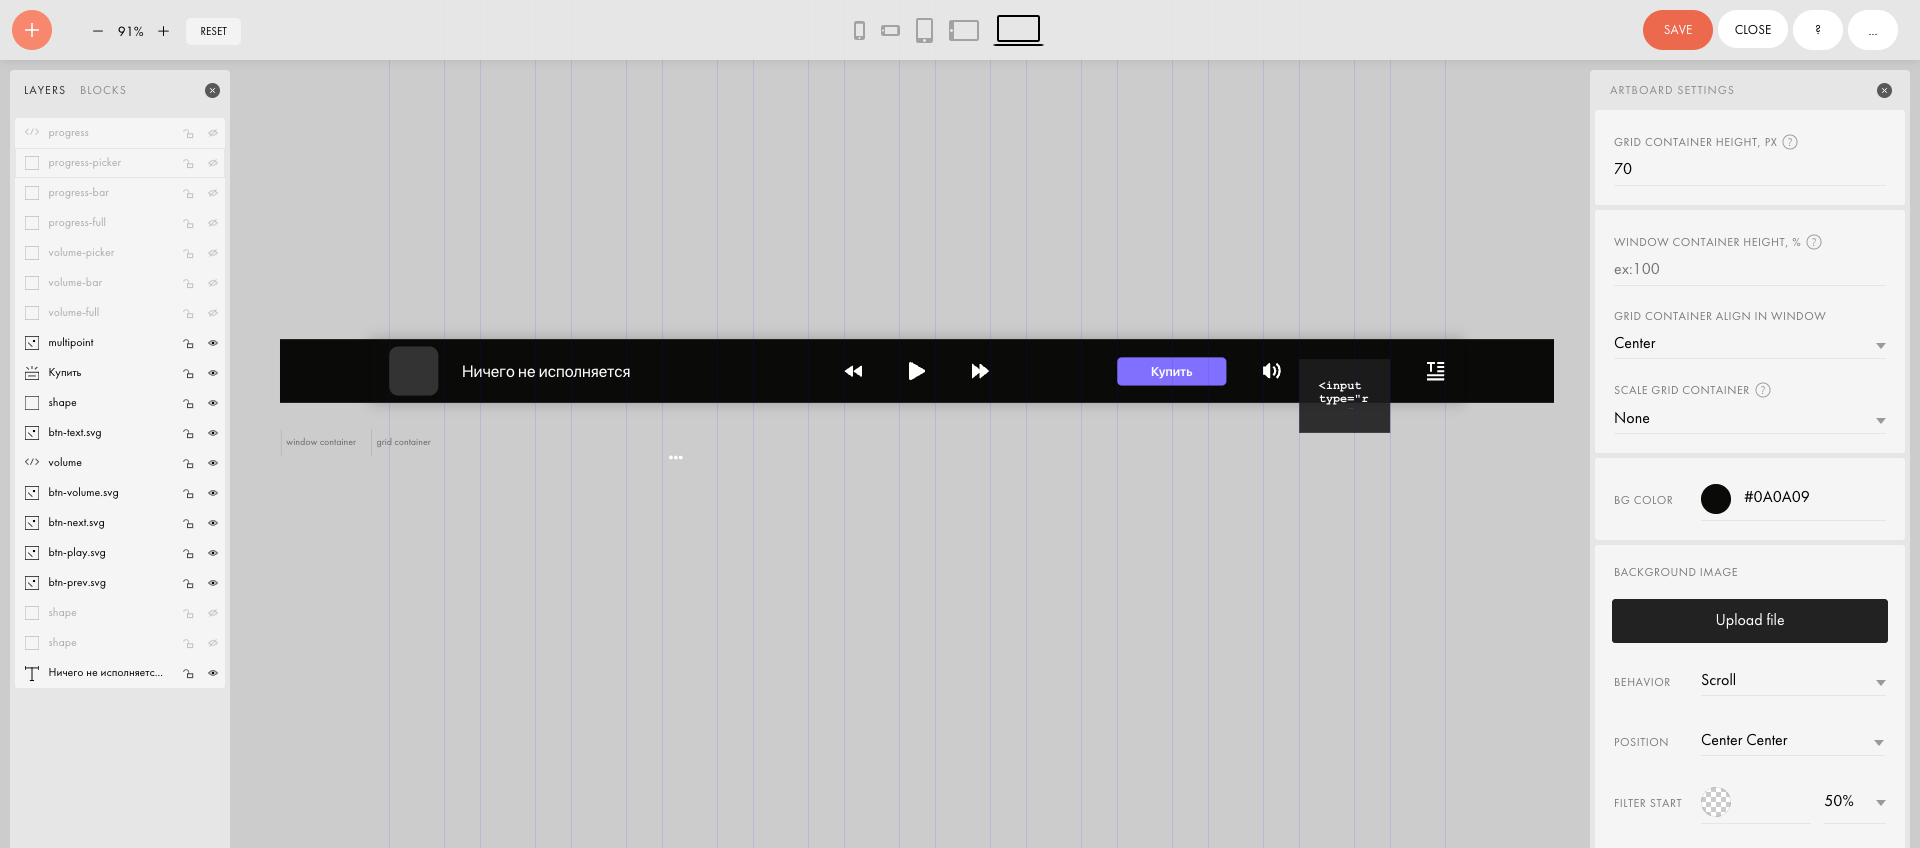 91%
RESET
SAVE
CLOSE
?
...
LAYERS BLOCKS
progress
progress-picker
progress-bar
progress-full
volume-picker
volume-bar
volume-full
multipoint
Купить
shape
btn-text.svg
volume
btn-volume.svg
btn-next.svg
btn-play.svg
btn-prev.svg
shape
shape
Ничего не исполняетс...
Ничего не исполняется
Купить
<input
type="r
window container
grid container
ARTBOARD SETTINGS
GRID CONTAINER HEIGHT, PX ?
70
WINDOW CONTAINER HEIGHT, % ?
ex:100
GRID CONTAINER ALIGN IN WINDOW
Center
SCALE GRID CONTAINER ?
None
BG COLOR #0A0A09
BACKGROUND IMAGE
Upload file
BEHAVIOR Scroll
POSITION Center Center
FILTER START 50%